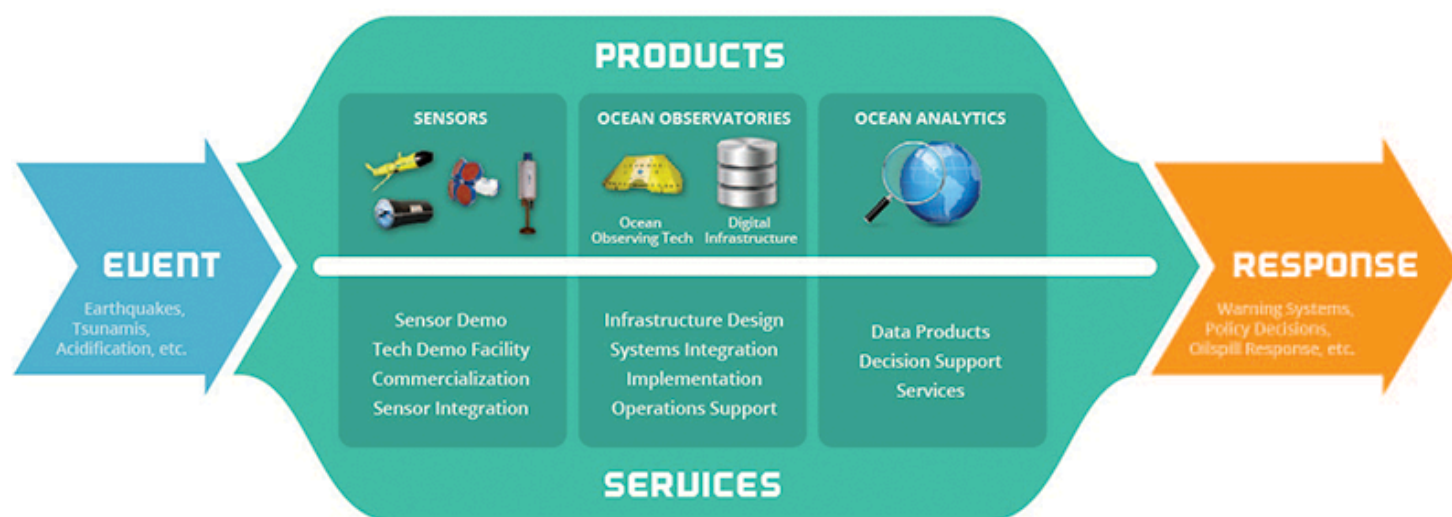 PRODUCTS
SENSORS
OCEAN OBSERVATORIES
Ocean
Observing Tech
Digital
Infrastructure
OCEAN ANALYTICS
EVENT
Earthquakes,
Tsunamis,
Acidification, etc.
Sensor Demo
Tech Demo Facility
Commercialization
Sensor Integration
Infrastructure Design
Systems Integration
Implementation
Operations Support
Data Products
Decision Support
Services
RESPONSE
Warning Systems,
Policy Decisions,
Oilspill Response, etc.
SERVICES